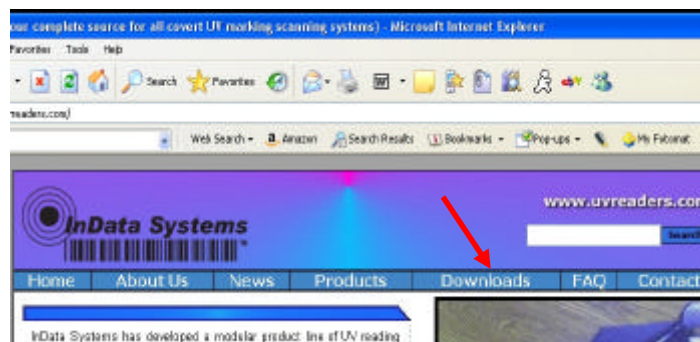 our complete source for all covert UV marking scanning systems) - Microsoft Internet Explorer
Favorites Tools Help
Search Favorites
readers.com/
Web Search Amazon Search Results Bookmarks Pop-ups My Fotomat
www.uvreaders.com
InData Systems
Search
Home About Us News Products Downloads FAQ Contact
InData Systems has developed a modular product line of UV reading